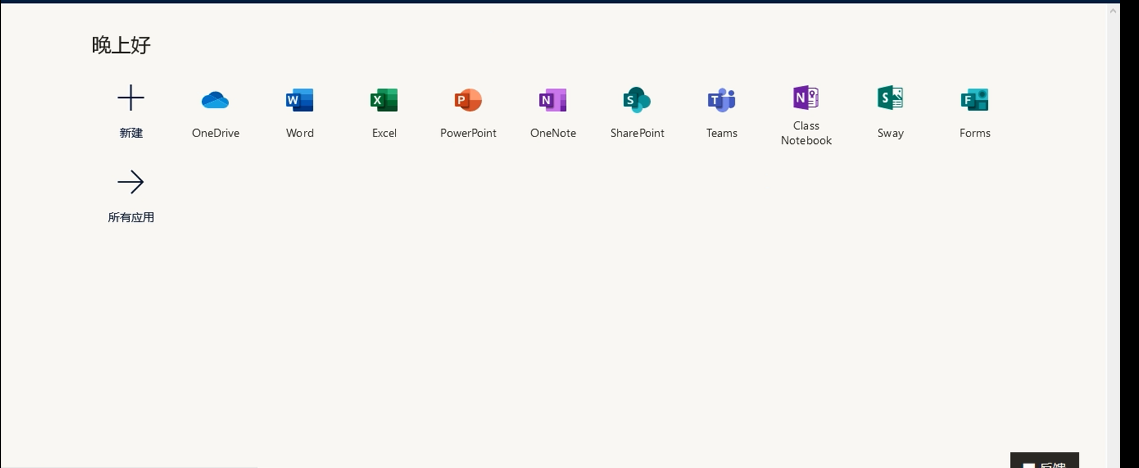 晚上好
新建
OneDrive
Word
Excel
PowerPoint
OneNote
SharePoint
Teams
Class
Notebook
Sway
Forms
所有应用
反馈